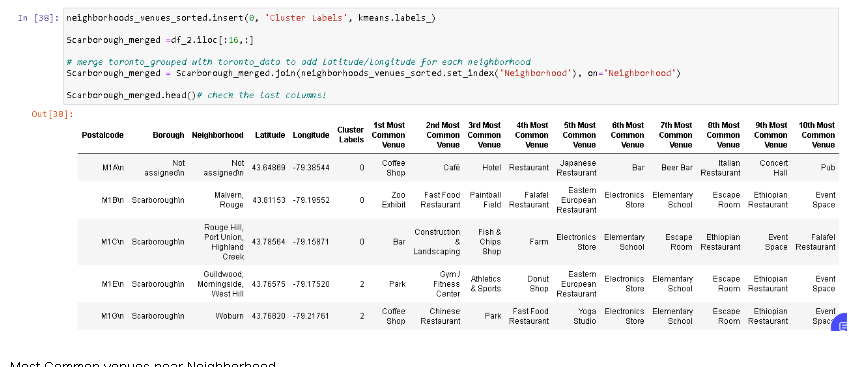 In [38]: neighborhoods_venues_sorted.insert(0, 'Cluster Labels', kmeans.labels_)
Scarborough_merged =df_2.iloc[:16,:]
# merge toronto_grouped with toronto_data to add latitude/longitude for each neighborhood
Scarborough_merged = Scarborough_merged.join(neighborhoods_venues_sorted.set_index('Neighborhood'), on='Neighborhood')
Scarborough_merged.head()# check the last columns!
Out[38]:
Postalcode Borough Neighborhood Latitude Longitude Cluster Labels 1st Most Common Venue 2nd Most Common Venue 3rd Most Common Venue 4th Most Common Venue 5th Most Common Venue 6th Most Common Venue 7th Most Common Venue 8th Most Common Venue 9th Most Common Venue 10th Most Common Venue
M1A\n Not assigned\n Not assigned 43.64869 -79.38544 0 Coffee Shop Café Hotel Restaurant Japanese Restaurant Bar Beer Bar Italian Restaurant Concert Hall Pub
M1B\n Scarborough\n Malvern, Rouge 43.81153 -79.19552 0 Zoo Exhibit Fast Food Restaurant Paintball Field Falafel Restaurant Eastern European Restaurant Electronics Store Elementary School Escape Room Ethiopian Restaurant Event Space
M1C\n Scarborough\n Rouge Hill, Port Union, Highland Creek 43.78564 -79.15871 0 Bar Construction & Landscaping Fish & Chips Shop Farm Electronics Store Elementary School Escape Room Ethiopian Restaurant Event Space Falafel Restaurant
M1E\n Scarborough\n Guildwood, Morningside, West Hill 43.76575 -79.17520 2 Park Gym / Fitness Center Athletics & Sports Donut Shop Eastern European Restaurant Electronics Store Elementary School Escape Room Ethiopian Restaurant Event Space
M1G\n Scarborough\n Woburn 43.76820 -79.21761 2 Coffee Shop Chinese Restaurant Park Fast Food Restaurant Yoga Studio Electronics Store Elementary School Escape Room Ethiopian Restaurant Event Space
Most Common venues near Neighborhood